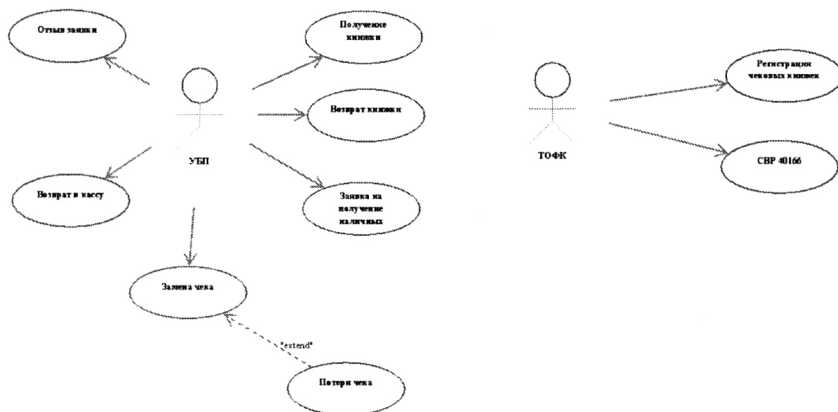 Отзыв заявки
Получение
книжки
Регистрация
чековых книжек
Возврат книжки
УБП
ТОФК
СВР 40166
Возврат в кассу
Заявка на
получение
наличных
Замена чека
"extend"
Потеря чека